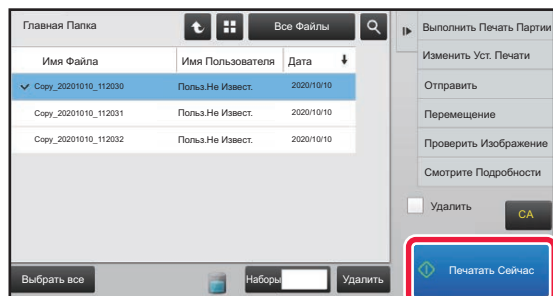 Главная Папка
Все Файлы
Имя Файла Имя Пользователя Дата
Copy_20201010_112030 Польз.Не Извест. 2020/10/10
Copy_20201010_112031 Польз.Не Извест. 2020/10/10
Copy_20201010_112032 Польз.Не Извест. 2020/10/10
Выбрать все
Наборы
Удалить
Выполнить Печать Партии
Изменить Уст. Печати
Отправить
Перемещение
Проверить Изображение
Смотрите Подробности
Удалить
CA
Печатать Сейчас